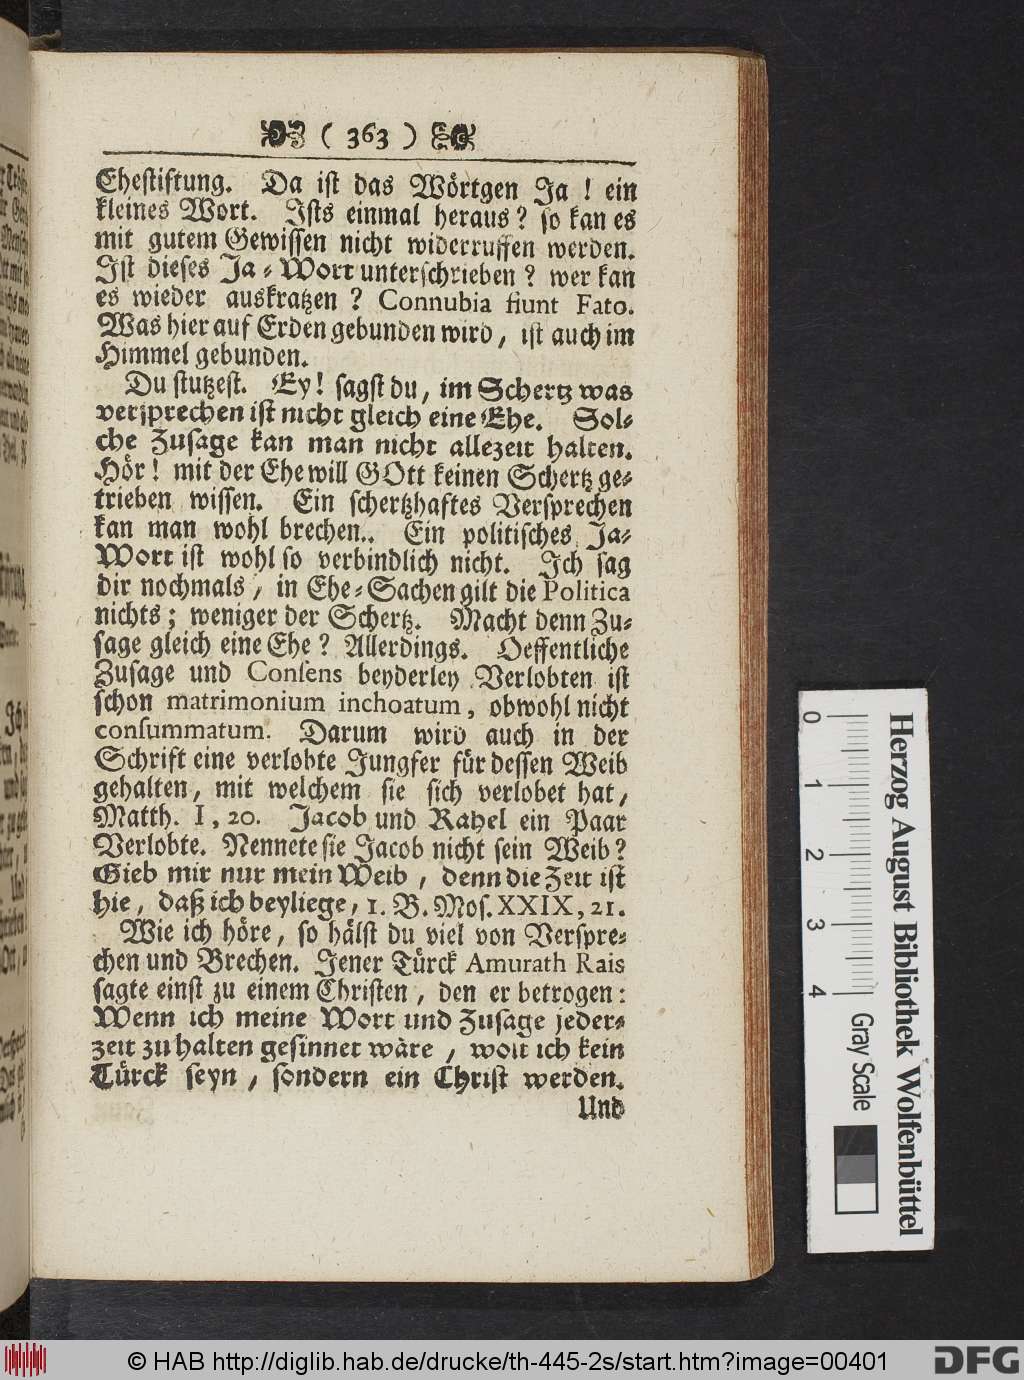 ( 363 )
Ehestiftung. Da ist das Wörtgen Ja ! ein
kleines Wort. Ists einmal heraus ? so kan es
mit gutem Gewissen nicht widerruffen werden.
Ist dieses Ja-Wort unterschrieben ? wer kan
es wieder auskratzen ? Connubia fiunt Fato.
Was hier auf Erden gebunden wird, ist auch im
Himmel gebunden.
Du stutzest. Ey! sagst du, im Schertz was
versprechen ist nicht gleich eine Ehe. Sol-
che Zusage kan man nicht allezeit halten.
Hör! mit der Ehe will GOtt keinen Schertz ge-
trieben wissen. Ein schertzhaftes Versprechen
kan man wohl brechen.. Ein politisches Ja-
Wort ist wohl so verbindlich nicht. Ich sag
dir nochmals, in Ehe-Sachen gilt die Politica
nichts; weniger der Schertz. Macht denn Zu-
sage gleich eine Ehe ? Allerdings. Oeffentliche
Zusage und Consens beyderley Verlobten ist
schon matrimonium inchoatum, obwohl nicht
consummatum. Darum wird auch in der
Schrift eine verlobte Jungfer für dessen Weib
gehalten, mit welchem sie sich verlobet hat,
Matth. I, 20. Jacob und Rahel ein Paar
Verlobte. Nennete sie Jacob nicht sein Weib ?
Gieb mir nur mein Weib, denn die Zeit ist
hie, daß ich beyliege, 1. B. Mos. XXIX, 21.
Wie ich höre, so hälst du viel von Verspre-
chen und Brechen. Jener Türck Amurath Rais
sagte einst zu einem Christen, den er betrogen:
Wenn ich meine Wort und Zusage jeder-
zeit zu halten gesinnet wäre, wolt ich kein
Türck seyn, sondern ein Christ werden.
Und
0 1 2 3 4
Gray Scale
Herzog August Bibliothek Wolfenbüttel
© HAB http://diglib.hab.de/drucke/th-445-2s/start.htm?image=00401
DFG